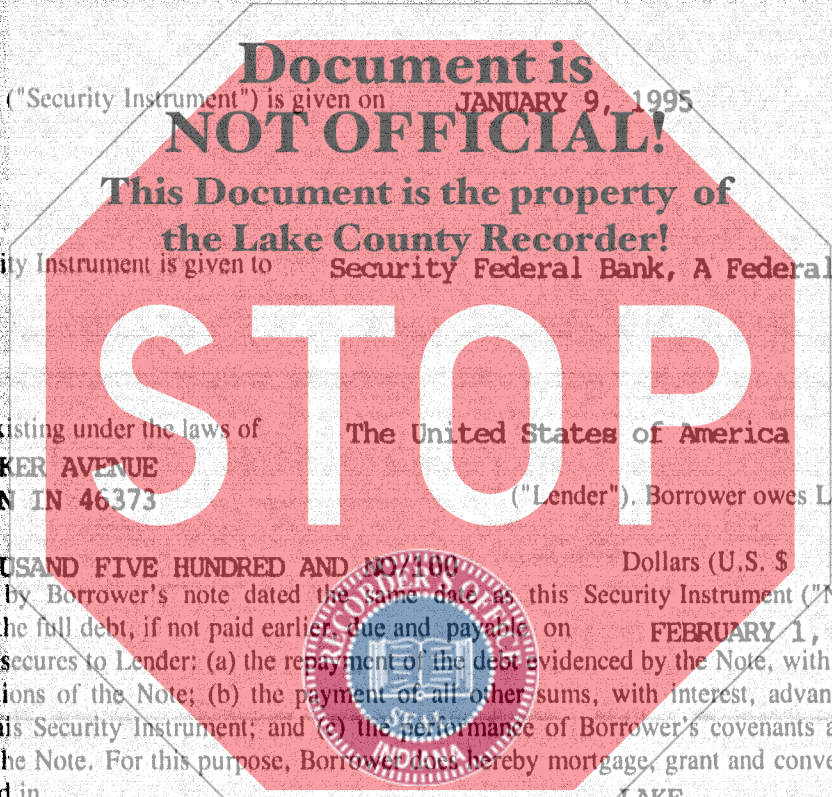 Document is
("Security Instrument") is given on JANUARY 9, 1995
NOT OFFICIAL!
This Document is the property of
the Lake County Recorder!
ity Instrument is given to Security Federal Bank, A Federal
STOP
isting under the laws of The United States of America
KER AVENUE
N IN 46373 ("Lender"). Borrower owes L
USAND FIVE HUNDRED AND NO/100 Dollars (U.S. $
by Borrower's note dated the same date as this Security Instrument ("N
he full debt, if not paid earlier, due and payable on FEBRUARY 1,
secures to Lender: (a) the repayment of the debt evidenced by the Note, with
ions of the Note; (b) the payment of all other sums, with interest, advan
is Security Instrument; and (c) the performance of Borrower's covenants a
he Note. For this purpose, Borrower does hereby mortgage, grant and conve
d in LAKE
RECORDER'S OFFICE
SEAL
INDIANA